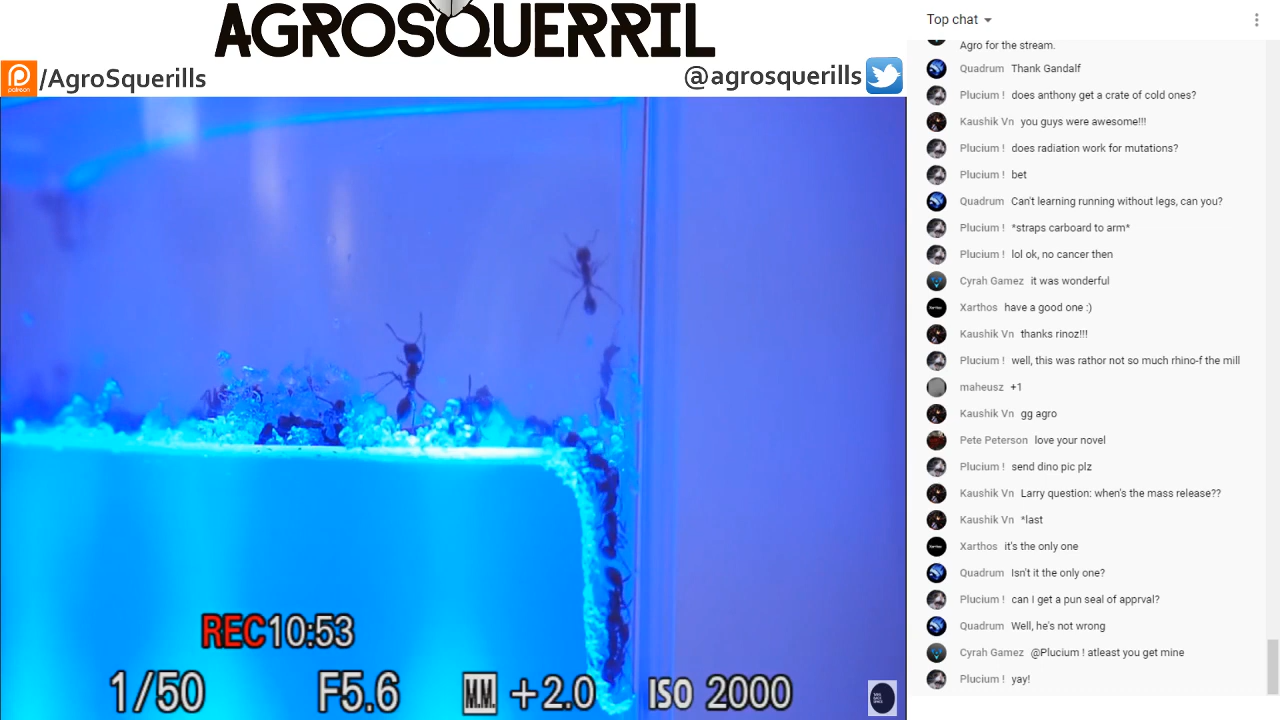 AGROSQUERRIL
patreon
/AgroSquerills
@agrosquerills
REC10:53
1/50 F5.6 M.M. +2.0 ISO 2000
Top chat
Agro for the stream.
Quadrum Thank Gandalf
Plucium ! does anthony get a crate of cold ones?
Kaushik Vn you guys were awesome!!!
Plucium ! does radiation work for mutations?
Plucium ! bet
Quadrum Can't learning running without legs, can you?
Plucium ! *straps carboard to arm*
Plucium ! lol ok, no cancer then
Cyrah Gamez it was wonderful
Xarthos have a good one :)
Kaushik Vn thanks rinoz!!!
Plucium ! well, this was rathor not so much rhino-f the mill
maheusz +1
Kaushik Vn gg agro
Pete Peterson love your novel
Plucium ! send dino pic plz
Kaushik Vn Larry question: when's the mass release??
Kaushik Vn *last
Xarthos it's the only one
Quadrum Isn't it the only one?
Plucium ! can I get a pun seal of apprval?
Quadrum Well, he's not wrong
Cyrah Gamez @Plucium ! atleast you get mine
Plucium ! yay!